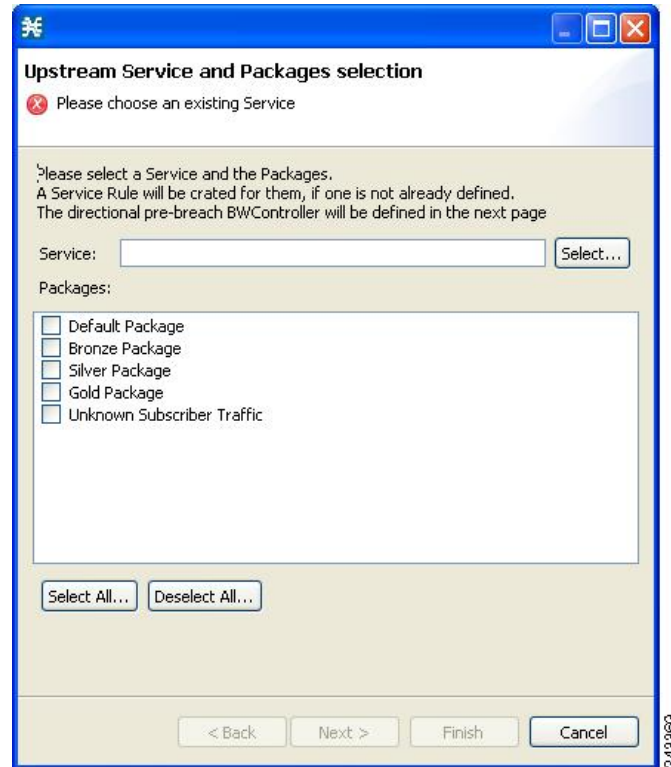 Upstream Service and Packages selection
Please choose an existing Service
Please select a Service and the Packages.
A Service Rule will be crated for them, if one is not already defined.
The directional pre-breach BWController will be defined in the next page
Service:
Select...
Packages:
Default Package
Bronze Package
Silver Package
Gold Package
Unknown Subscriber Traffic
Select All...
Deselect All...
< Back
Next >
Finish
Cancel